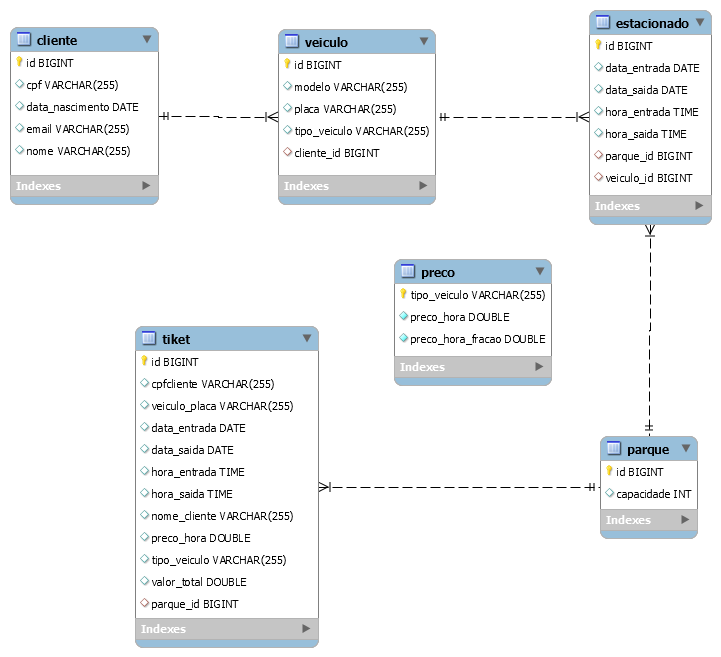 cliente
id BIGINT
cpf VARCHAR(255)
data_nascimento DATE
email VARCHAR(255)
nome VARCHAR(255)
Indexes
veiculo
id BIGINT
modelo VARCHAR(255)
placa VARCHAR(255)
tipo_veiculo VARCHAR(255)
cliente_id BIGINT
Indexes
estacionado
id BIGINT
data_entrada DATE
data_saida DATE
hora_entrada TIME
hora_saida TIME
parque_id BIGINT
veiculo_id BIGINT
Indexes
preco
tipo_veiculo VARCHAR(255)
preco_hora DOUBLE
preco_hora_fracao DOUBLE
Indexes
tiket
id BIGINT
cpfcliente VARCHAR(255)
veiculo_placa VARCHAR(255)
data_entrada DATE
data_saida DATE
hora_entrada TIME
hora_saida TIME
nome_cliente VARCHAR(255)
preco_hora DOUBLE
tipo_veiculo VARCHAR(255)
valor_total DOUBLE
parque_id BIGINT
Indexes
parque
id BIGINT
capacidade INT
Indexes